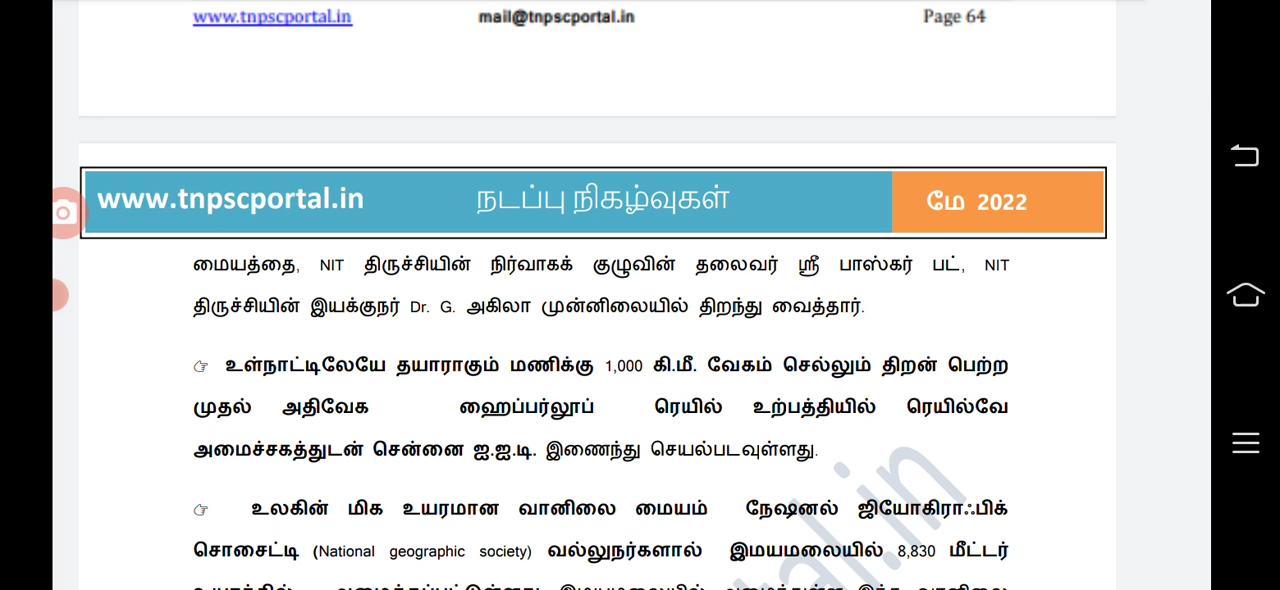 www.tnpscportal.in mail@tnpscportal.in Page 64
www.tnpscportal.in நடப்பு நிகழ்வுகள் மே 2022
மையத்தை, NIT திருச்சியின் நிர்வாகக் குழுவின் தலைவர் ஸ்ரீ பாஸ்கர் பட், NIT
திருச்சியின் இயக்குநர் Dr. G. அகிலா முன்னிலையில் திறந்து வைத்தார்.
☞ உள்நாட்டிலேயே தயாராகும் மணிக்கு 1,000 கி.மீ. வேகம் செல்லும் திறன் பெற்ற
முதல் அதிவேக ஹைப்பர்லூப் ரெயில் உற்பத்தியில் ரெயில்வே
அமைச்சகத்துடன் சென்னை ஐ.ஐ.டி. இணைந்து செயல்படவுள்ளது.
☞ உலகின் மிக உயரமான வானிலை மையம் நேஷனல் ஜியோகிராஃபிக்
சொசைட்டி (National geographic society) வல்லுநர்களால் இமயமலையில் 8,830 மீட்டர்